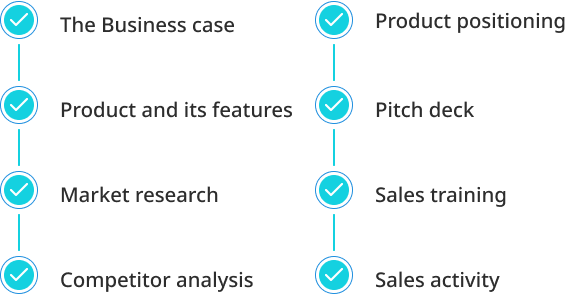 The Business case
Product and its features
Market research
Competitor analysis
Product positioning
Pitch deck
Sales training
Sales activity